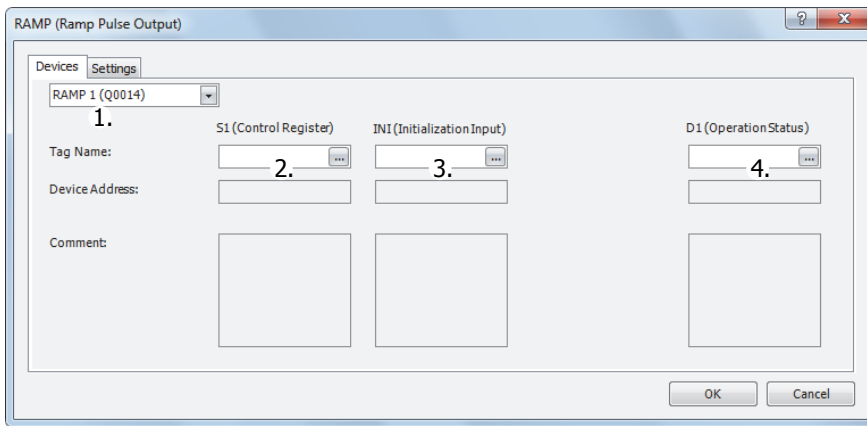 RAMP (Ramp Pulse Output)
?
Devices Settings
RAMP 1 (Q0014)
1.
S1 (Control Register) INI (Initialization Input) D1 (Operation Status)
Tag Name: ... ... ...
2. 3. 4.
Device Address:
Comment:
OK Cancel